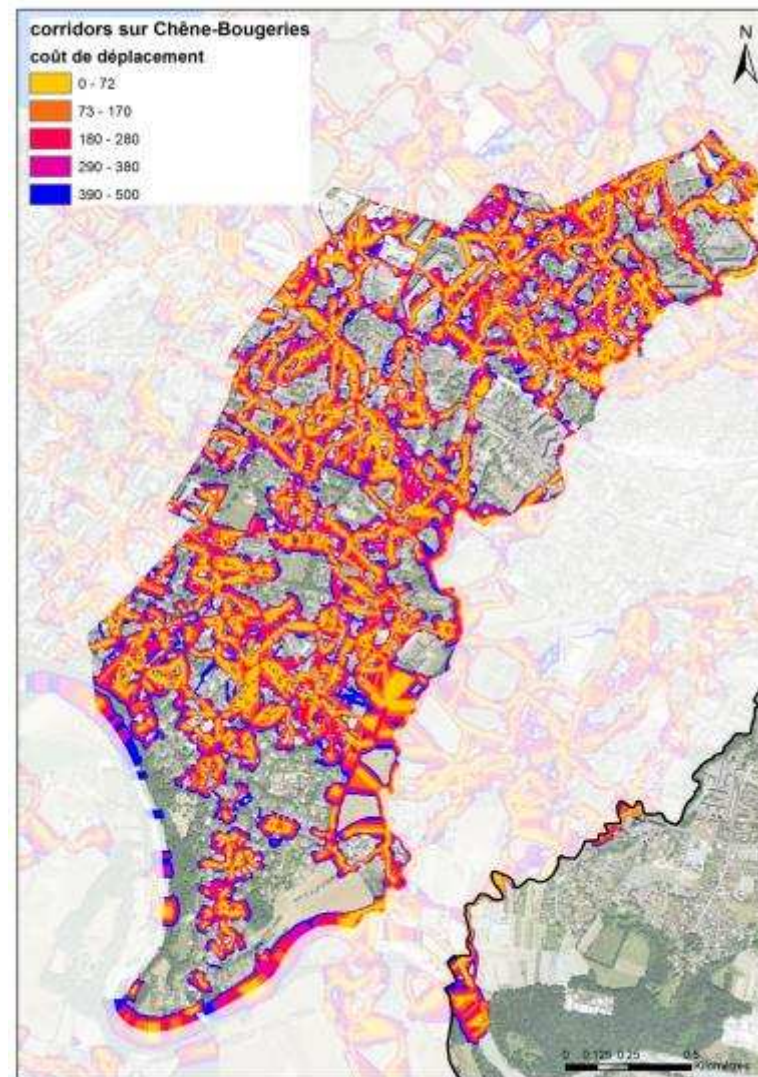 corridors sur Chêne-Bougeries
coût de déplacement
0 - 72
73 - 170
180 - 280
290 - 380
390 - 500
N
0 0.125 0.25 0.5
Kilomètres